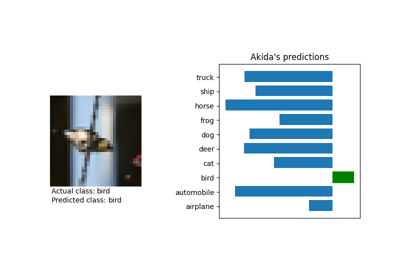 Akida's predictions
truck
ship
horse
frog
dog
deer
cat
bird
automobile
airplane
Actual class: bird
Predicted class: bird